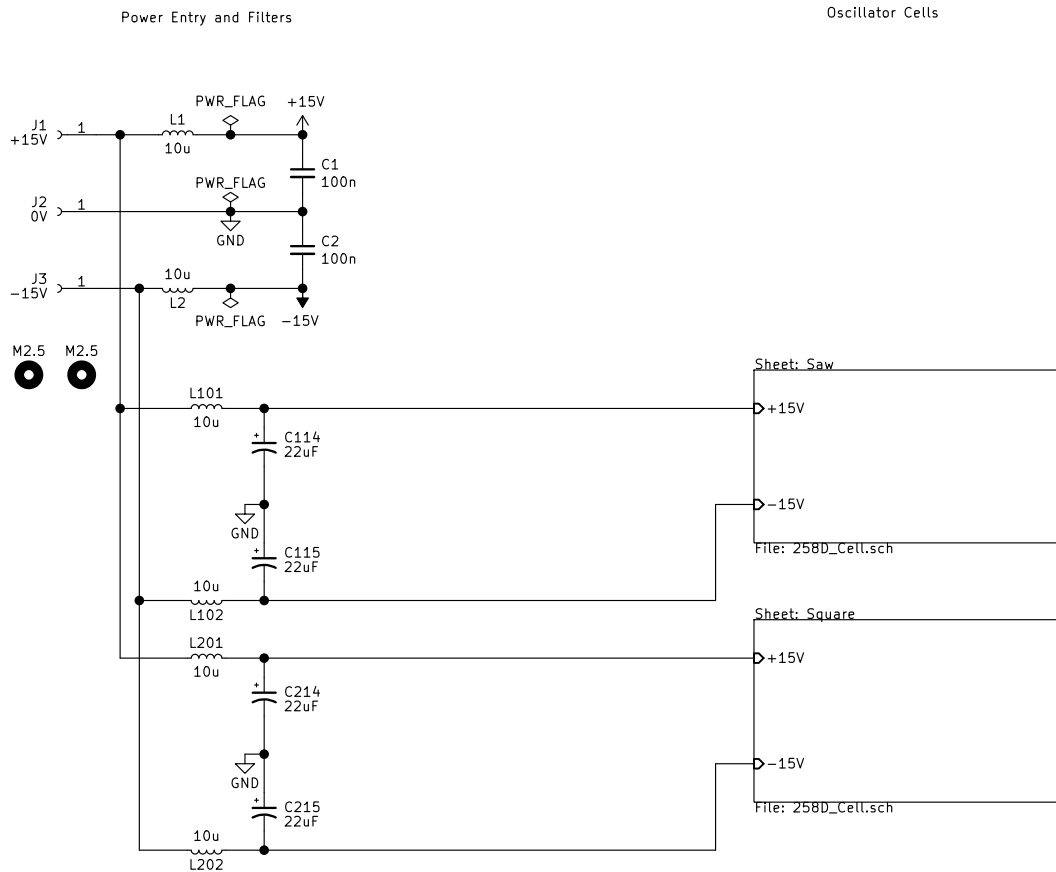 Power Entry and Filters
Oscillator Cells
PWR_FLAG
+15V
J1
+15V
1
L1
10u
C1
100n
PWR_FLAG
J2
0V
1
GND
C2
100n
J3
−15V
1
10u
L2
PWR_FLAG
−15V
M2.5
M2.5
Sheet: Saw
L101
10u
+15V
+
C114
22uF
GND
−15V
+
C115
22uF
File: 258D_Cell.sch
10u
L102
Sheet: Square
L201
10u
+15V
+
C214
22uF
GND
−15V
+
C215
22uF
File: 258D_Cell.sch
10u
L202